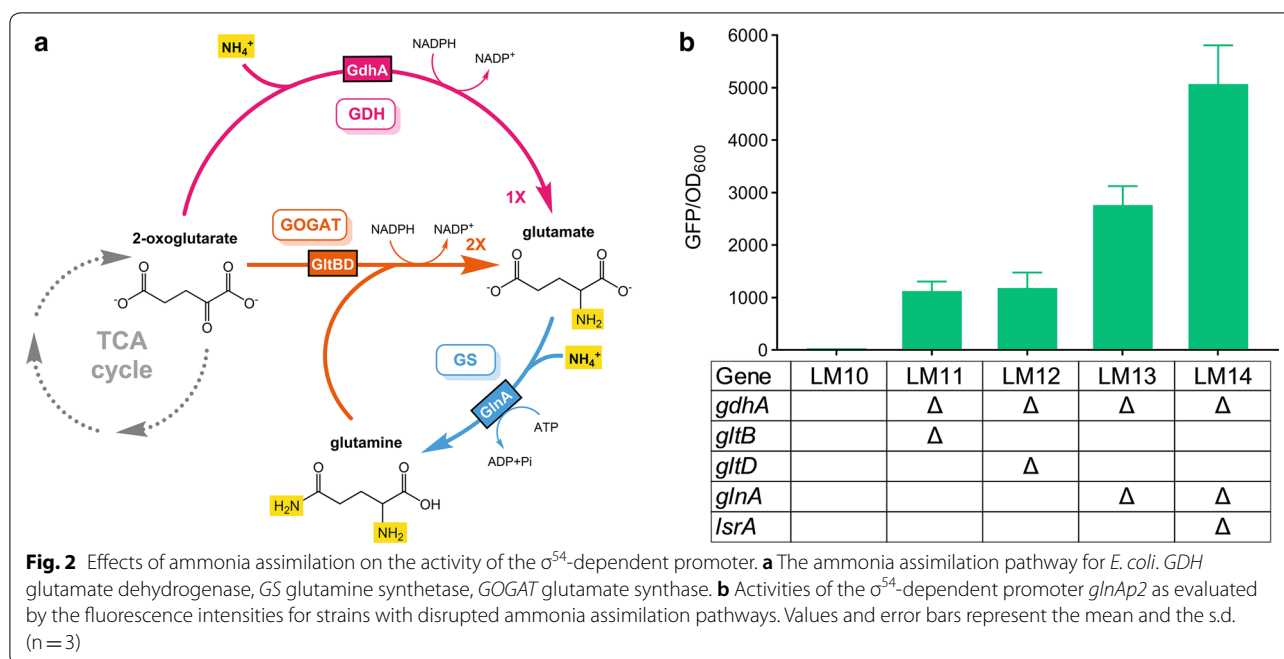 a
NH₄⁺
GdhA
NADPH
NADP⁺
GDH
1X
2-oxoglutarate
GOGAT
NADPH
NADP⁺
2X
glutamate
GltBD
O
O
⁻O
O⁻
O
O
O
⁻O
O⁻
NH₂
TCA
cycle
GS
NH₄⁺
GlnA
ATP
ADP+Pi
glutamine
O
O
H₂N
OH
NH₂
b
GFP/OD₆₀₀
6000
5000
4000
3000
2000
1000
0
Gene LM10 LM11 LM12 LM13 LM14
gdhA Δ Δ Δ Δ
gltB Δ
gltD Δ
glnA Δ Δ
lsrA Δ
Fig. 2 Effects of ammonia assimilation on the activity of the σ⁵⁴-dependent promoter. a The ammonia assimilation pathway for E. coli. GDH
glutamate dehydrogenase, GS glutamine synthetase, GOGAT glutamate synthase. b Activities of the σ⁵⁴-dependent promoter glnAp2 as evaluated
by the fluorescence intensities for strains with disrupted ammonia assimilation pathways. Values and error bars represent the mean and the s.d.
(n = 3)